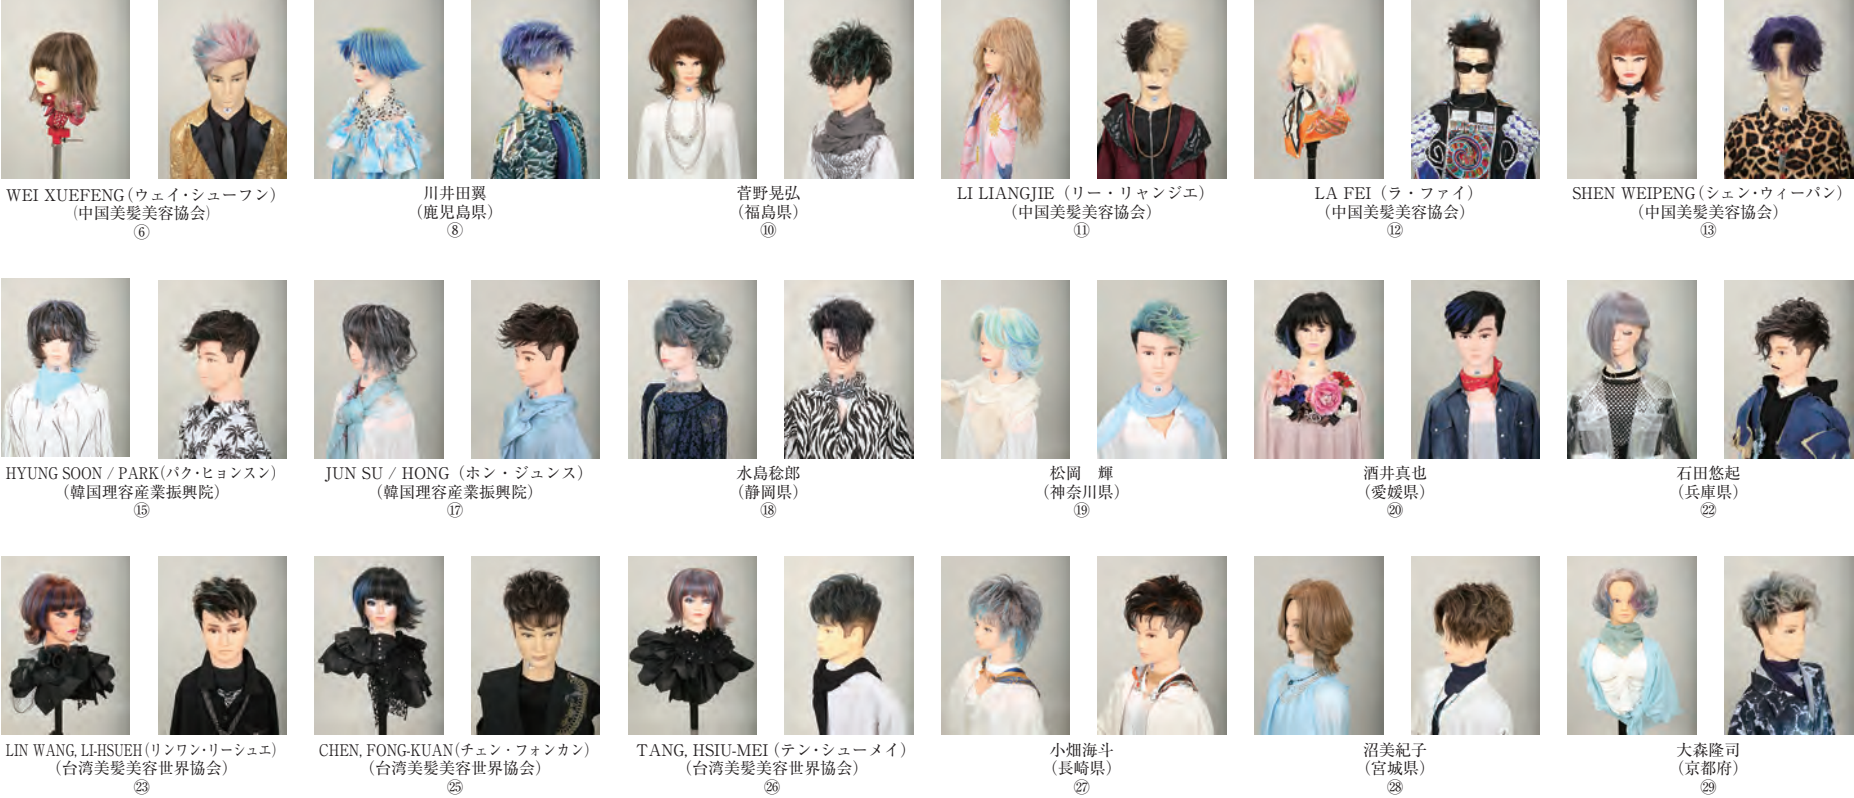 WEI XUEFENG（ウェイ・シューフン）
（中国美髪美容協会）
⑥
川井田翼
（鹿児島県）
⑧
菅野晃弘
（福島県）
⑩
LI LIANGJIE（リー・リャンジエ）
（中国美髪美容協会）
⑪
LA FEI（ラ・ファイ）
（中国美髪美容協会）
⑫
SHEN WEIPENG（シェン・ウィーパン）
（中国美髪美容協会）
⑬
HYUNG SOON / PARK（パク・ヒョンスン）
（韓国理容産業振興院）
⑮
JUN SU / HONG（ホン・ジュンス）
（韓国理容産業振興院）
⑰
水島稔郎
（静岡県）
⑱
松岡　輝
（神奈川県）
⑲
酒井真也
（愛媛県）
⑳
石田悠起
（兵庫県）
㉒
LIN WANG, LI-HSUEH（リンワン・リーシュエ）
（台湾美髪美容世界協会）
㉓
CHEN, FONG-KUAN（チェン・フォンカン）
（台湾美髪美容世界協会）
㉕
TANG, HSIU-MEI（テン・シューメイ）
（台湾美髪美容世界協会）
㉖
小畑海斗
（長崎県）
㉗
沼美紀子
（宮城県）
㉘
大森隆司
（京都府）
㉙